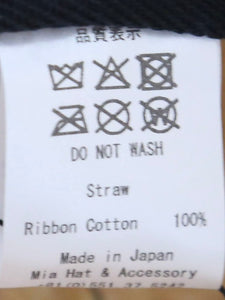 品質表示
DO NOT WASH
Straw
Ribbon Cotton 100%
Made in Japan
Mia Hat & Accessory